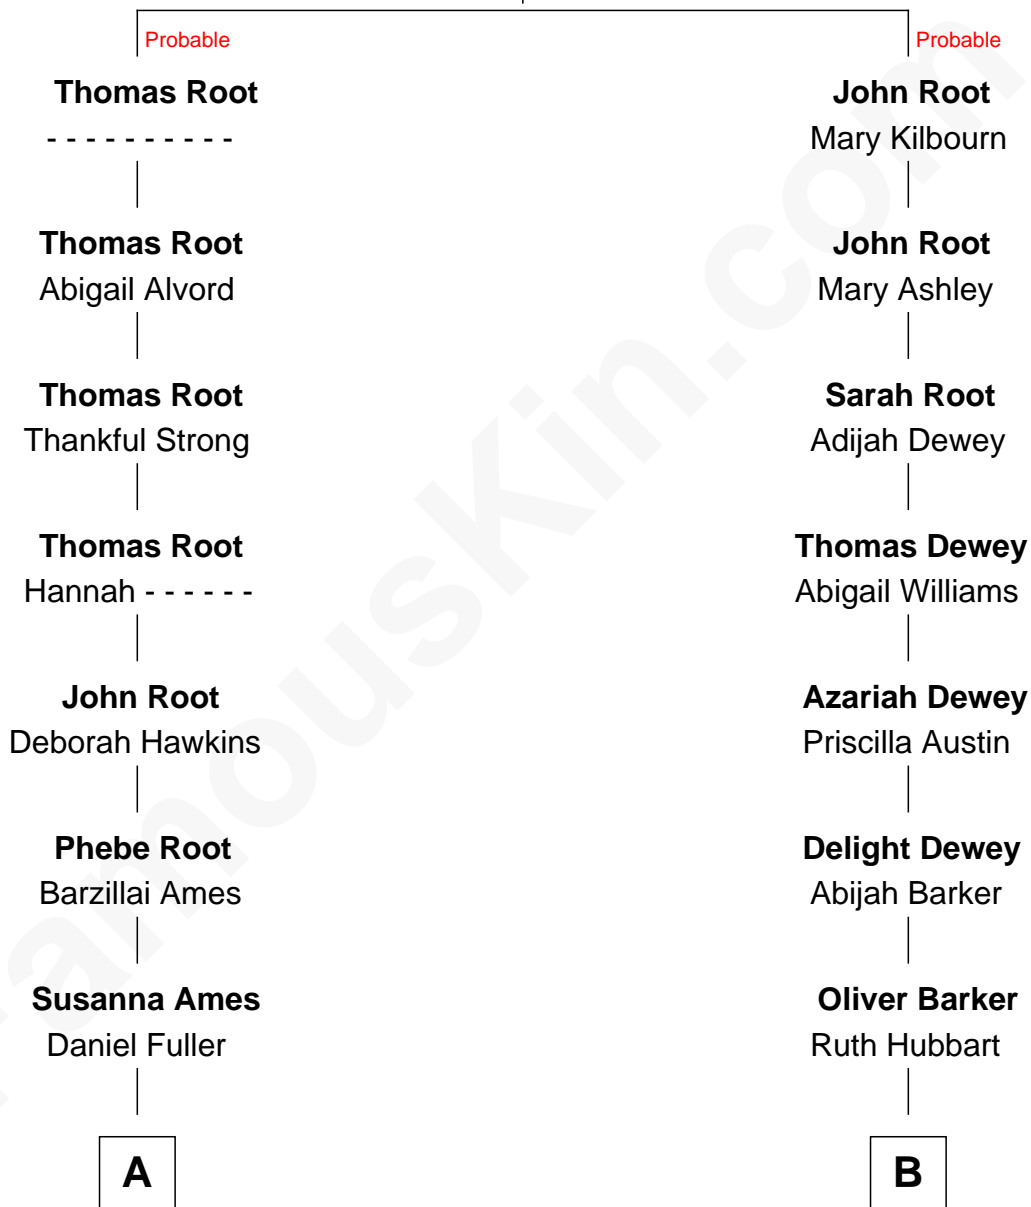 Probable
Probable
Thomas Root
John Root
- - - - - - - - - -
Mary Kilbourn
Thomas Root
John Root
Abigail Alvord
Mary Ashley
Thomas Root
Sarah Root
Thankful Strong
Adijah Dewey
Thomas Root
Thomas Dewey
Hannah - - - - - -
Abigail Williams
John Root
Azariah Dewey
Deborah Hawkins
Priscilla Austin
Phebe Root
Delight Dewey
Barzillai Ames
Abijah Barker
Susanna Ames
Oliver Barker
Daniel Fuller
Ruth Hubbart
A
B
FamousKin.com